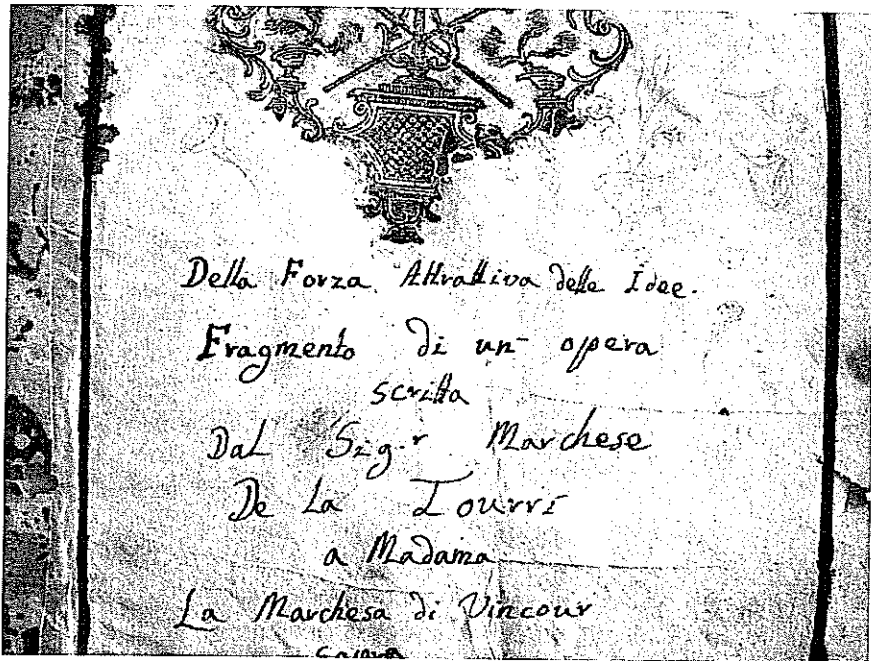 Della Forza Attrattiva delle Idee.
Fragmento di un- opera
scritta
Dal Sig.r Marchese
De La Tourrì
a Madama
La Marchesa di Vincour